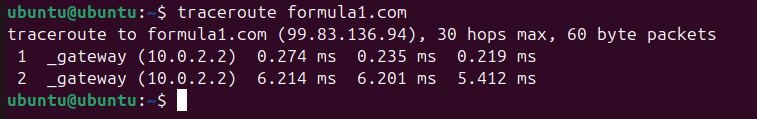 ubuntu@ubuntu:~$ traceroute formula1.com
traceroute to formula1.com (99.83.136.94), 30 hops max, 60 byte packets
 1  _gateway (10.0.2.2)  0.274 ms  0.235 ms  0.219 ms
 2  _gateway (10.0.2.2)  6.214 ms  6.201 ms  5.412 ms
ubuntu@ubuntu:~$